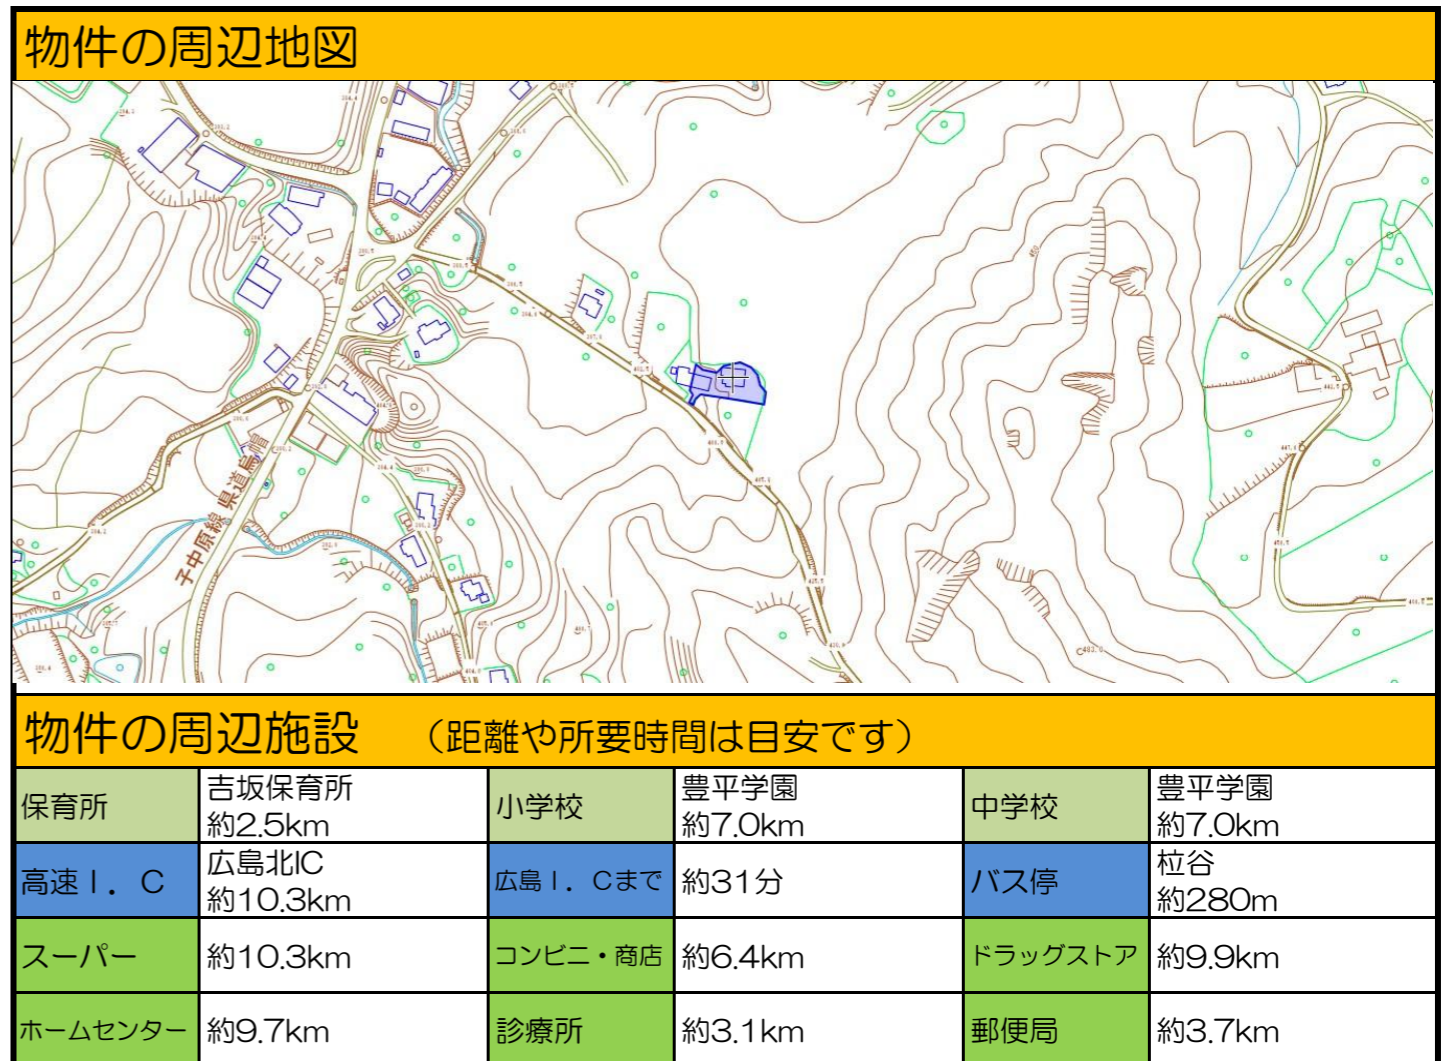 物件の周辺地図
子中原線 県道烏帽
450
483.0
物件の周辺施設 （距離や所要時間は目安です）
保育所
吉坂保育所
約2.5km
小学校
豊平学園
約7.0km
中学校
豊平学園
約7.0km
高速I．C
広島北IC
約10.3km
広島I．Cまで
約31分
バス停
柆谷
約280m
スーパー
約10.3km
コンビニ・商店
約6.4km
ドラッグストア
約9.9km
ホームセンター
約9.7km
診療所
約3.1km
郵便局
約3.7km